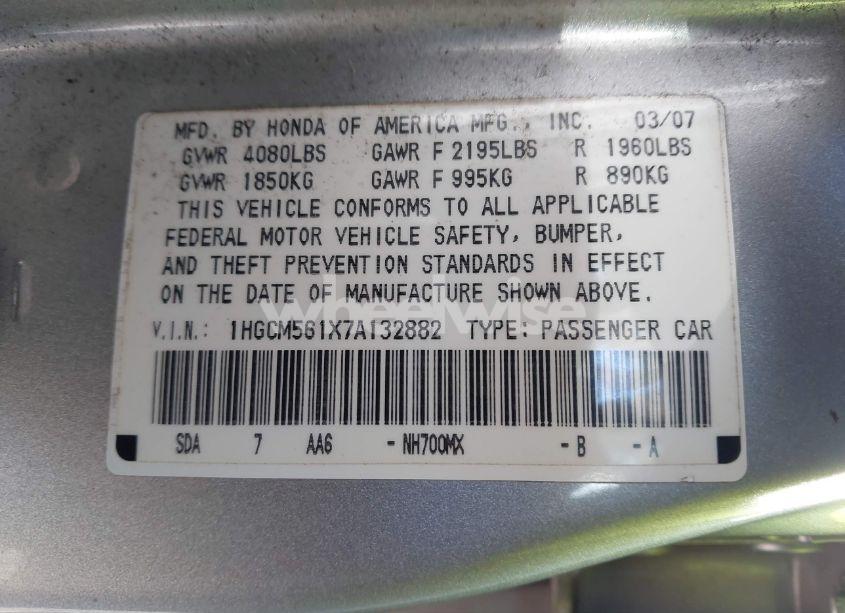 MFD. BY HONDA OF AMERICA MFG., INC. 03/07
GVWR 4080LBS GAWR F 2195LBS R 1960LBS
GVWR 1850KG GAWR F 995KG R 890KG
THIS VEHICLE CONFORMS TO ALL APPLICABLE
FEDERAL MOTOR VEHICLE SAFETY, BUMPER,
AND THEFT PREVENTION STANDARDS IN EFFECT
ON THE DATE OF MANUFACTURE SHOWN ABOVE.
wheelwise
V.I.N.: 1HGCM561X7A132882 TYPE: PASSENGER CAR
SDA 7 AA6 -NH700MX -B -A